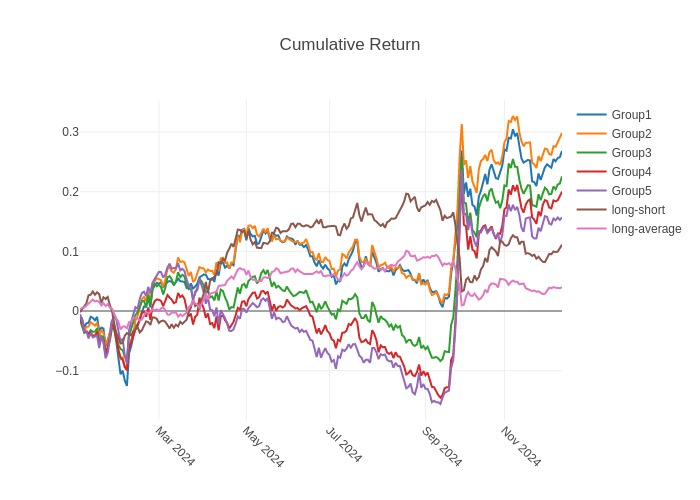 Cumulative Return
0.3
0.2
0.1
0
−0.1
Mar 2024
May 2024
Jul 2024
Sep 2024
Nov 2024
Group1
Group2
Group3
Group4
Group5
long-short
long-average